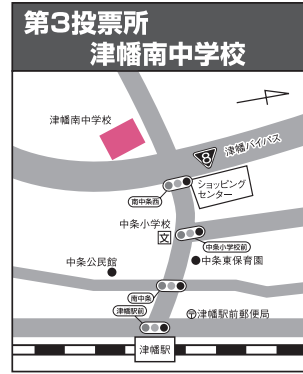 第3投票所
津幡南中学校
津幡南中学校
8
津幡バイパス
南中条西
ショッピング
センター
中条小学校
文
中条小学校前
中条公民館
中条東保育園
南中条
津幡駅前
〒津幡駅前郵便局
津幡駅